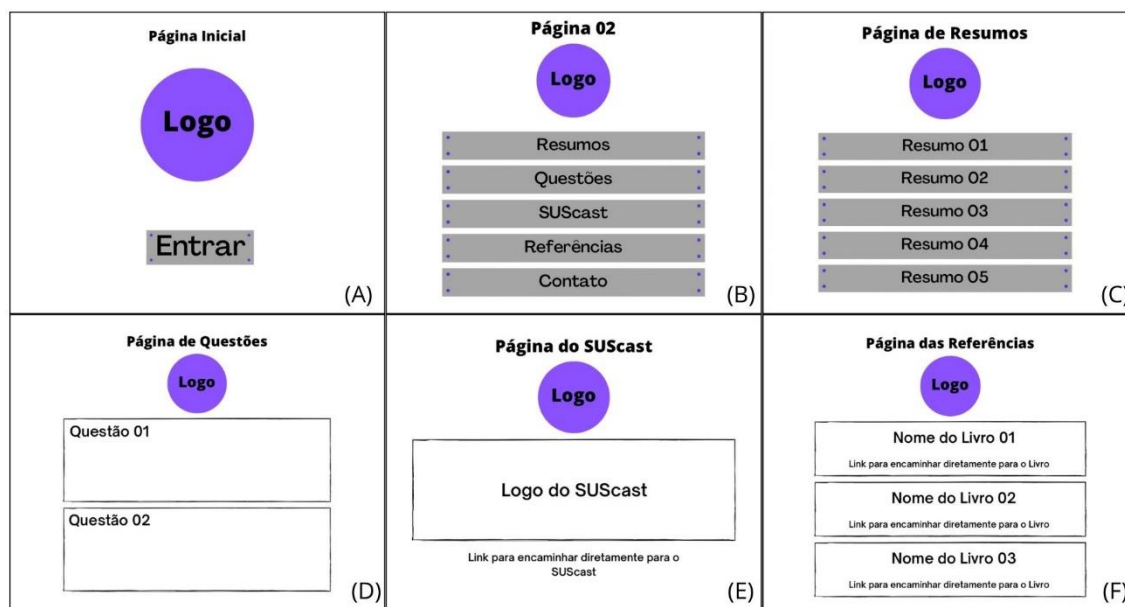 Página Inicial
Logo
Entrar
(A)
Página 02
Logo
Resumos
Questões
SUScast
Referências
Contato
(B)
Página de Resumos
Logo
Resumo 01
Resumo 02
Resumo 03
Resumo 04
Resumo 05
(C)
Página de Questões
Logo
Questão 01
Questão 02
(D)
Página do SUScast
Logo
Logo do SUScast
Link para encaminhar diretamente para o
SUScast
(E)
Página das Referências
Logo
Nome do Livro 01
Link para encaminhar diretamente para o Livro
Nome do Livro 02
Link para encaminhar diretamente para o Livro
Nome do Livro 03
Link para encaminhar diretamente para o Livro
(F)